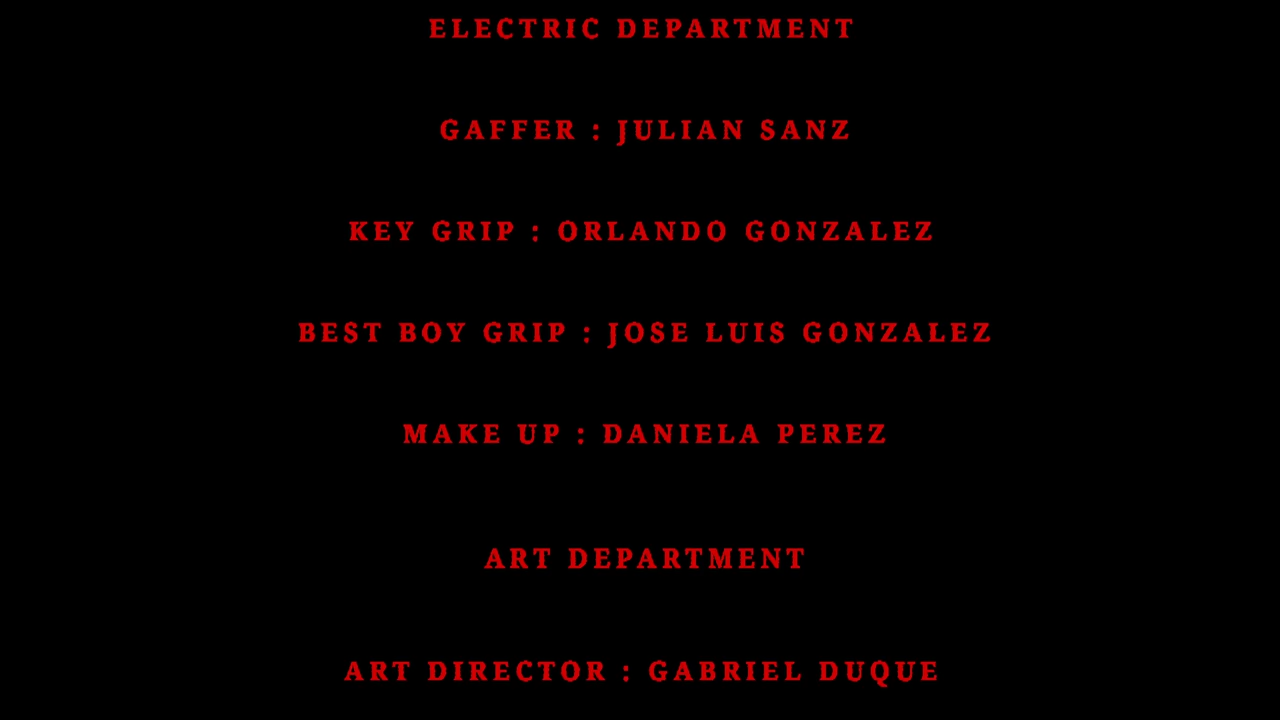 ELECTRIC DEPARTMENT
GAFFER : JULIAN SANZ
KEY GRIP : ORLANDO GONZALEZ
BEST BOY GRIP : JOSE LUIS GONZALEZ
MAKE UP : DANIELA PEREZ
ART DEPARTMENT
ART DIRECTOR : GABRIEL DUQUE